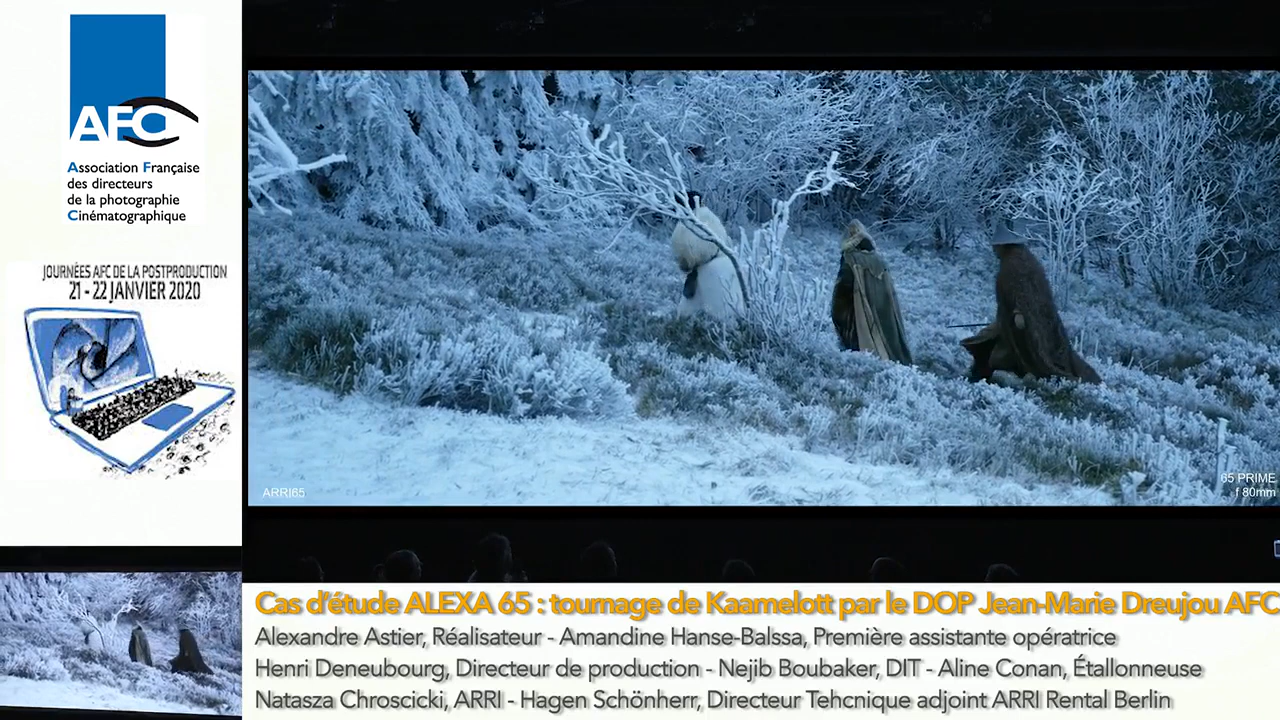 AFC
Association Française
des directeurs
de la photographie
Cinématographique
JOURNÉES AFC DE LA POSTPRODUCTION
21 - 22 JANVIER 2020
ARRI65
65 PRIME
f 80mm
Cas d'étude ALEXA 65 : tournage de Kaamelott par le DOP Jean-Marie Dreujou AFC
Alexandre Astier, Réalisateur - Amandine Hanse-Balssa, Première assistante opératrice
Henri Deneubourg, Directeur de production - Nejib Boubaker, DIT - Aline Conan, Étallonneuse
Natasza Chroscicki, ARRI - Hagen Schönherr, Directeur Tehcnique adjoint ARRI Rental Berlin